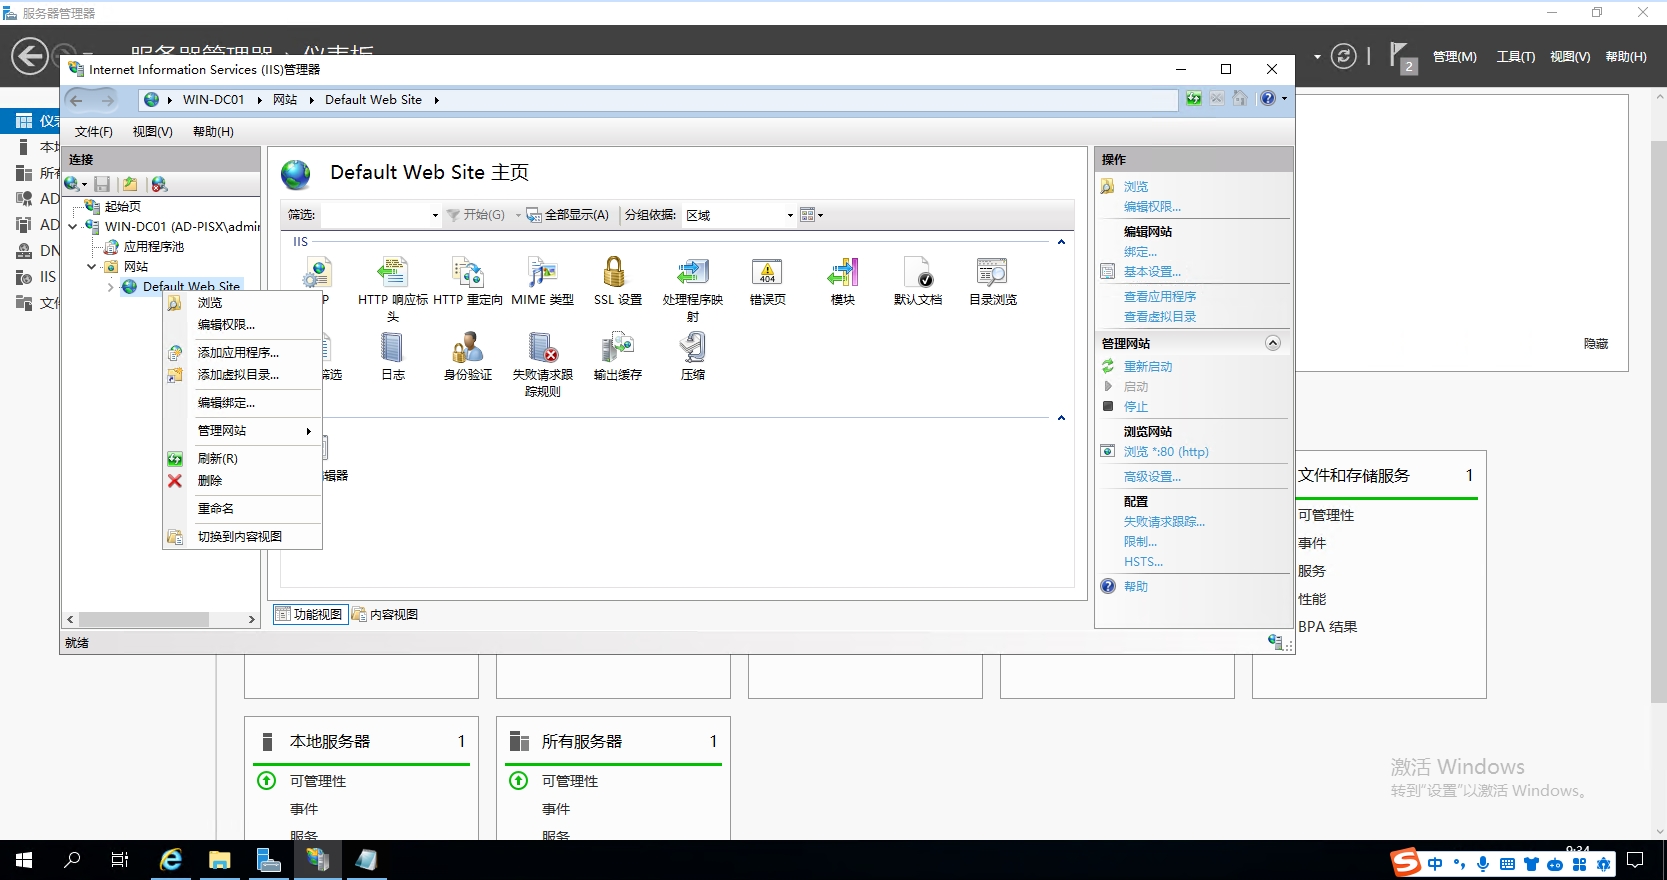 服务器管理器
服务器管理器 · 仪表板
2
管理(M)
工具(T)
视图(V)
帮助(H)
Internet Information Services (IIS)管理器
WIN-DC01
网站
Default Web Site
文件(F)
视图(V)
帮助(H)
仪表
本地
所有
AD
AD
DN
IIS
文件
连接
起始页
WIN-DC01 (AD-PISX\admin
应用程序池
网站
Default Web Site
浏览
编辑权限...
添加应用程序...
添加虚拟目录...
编辑绑定...
管理网站
刷新(R)
删除
重命名
切换到内容视图
Default Web Site 主页
筛选:
开始(G)
全部显示(A)
分组依据:
区域
IIS
P
HTTP 响应标头
HTTP 重定向
MIME 类型
SSL 设置
处理程序映射
错误页
404
模块
默认文档
目录浏览
筛选
日志
身份验证
失败请求跟踪规则
输出缓存
压缩
辑器
功能视图
内容视图
就绪
操作
浏览
编辑权限...
编辑网站
绑定...
基本设置...
查看应用程序
查看虚拟目录
管理网站
重新启动
启动
停止
浏览网站
浏览 *:80 (http)
高级设置...
配置
失败请求跟踪...
限制...
HSTS...
帮助
隐藏
文件和存储服务
1
可管理性
事件
服务
性能
BPA 结果
本地服务器
1
可管理性
事件
服务
所有服务器
1
可管理性
事件
服务
激活 Windows
转到"设置"以激活 Windows。
9:34
中